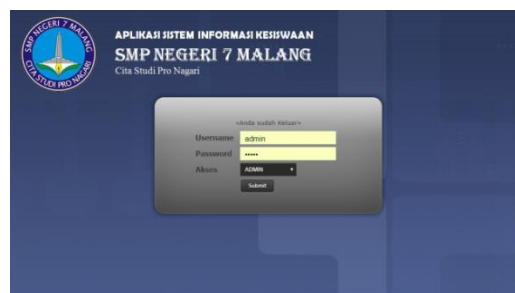 SMP NEGERI 7 MALANG
CITA STUDI PRO NAGARI
APLIKASI SISTEM INFORMASI KESISWAAN
SMP NEGERI 7 MALANG
Cita Studi Pro Nagari
<Anda sudah Keluar>
Username admin
Password •••••
Akses ADMIN
Submit